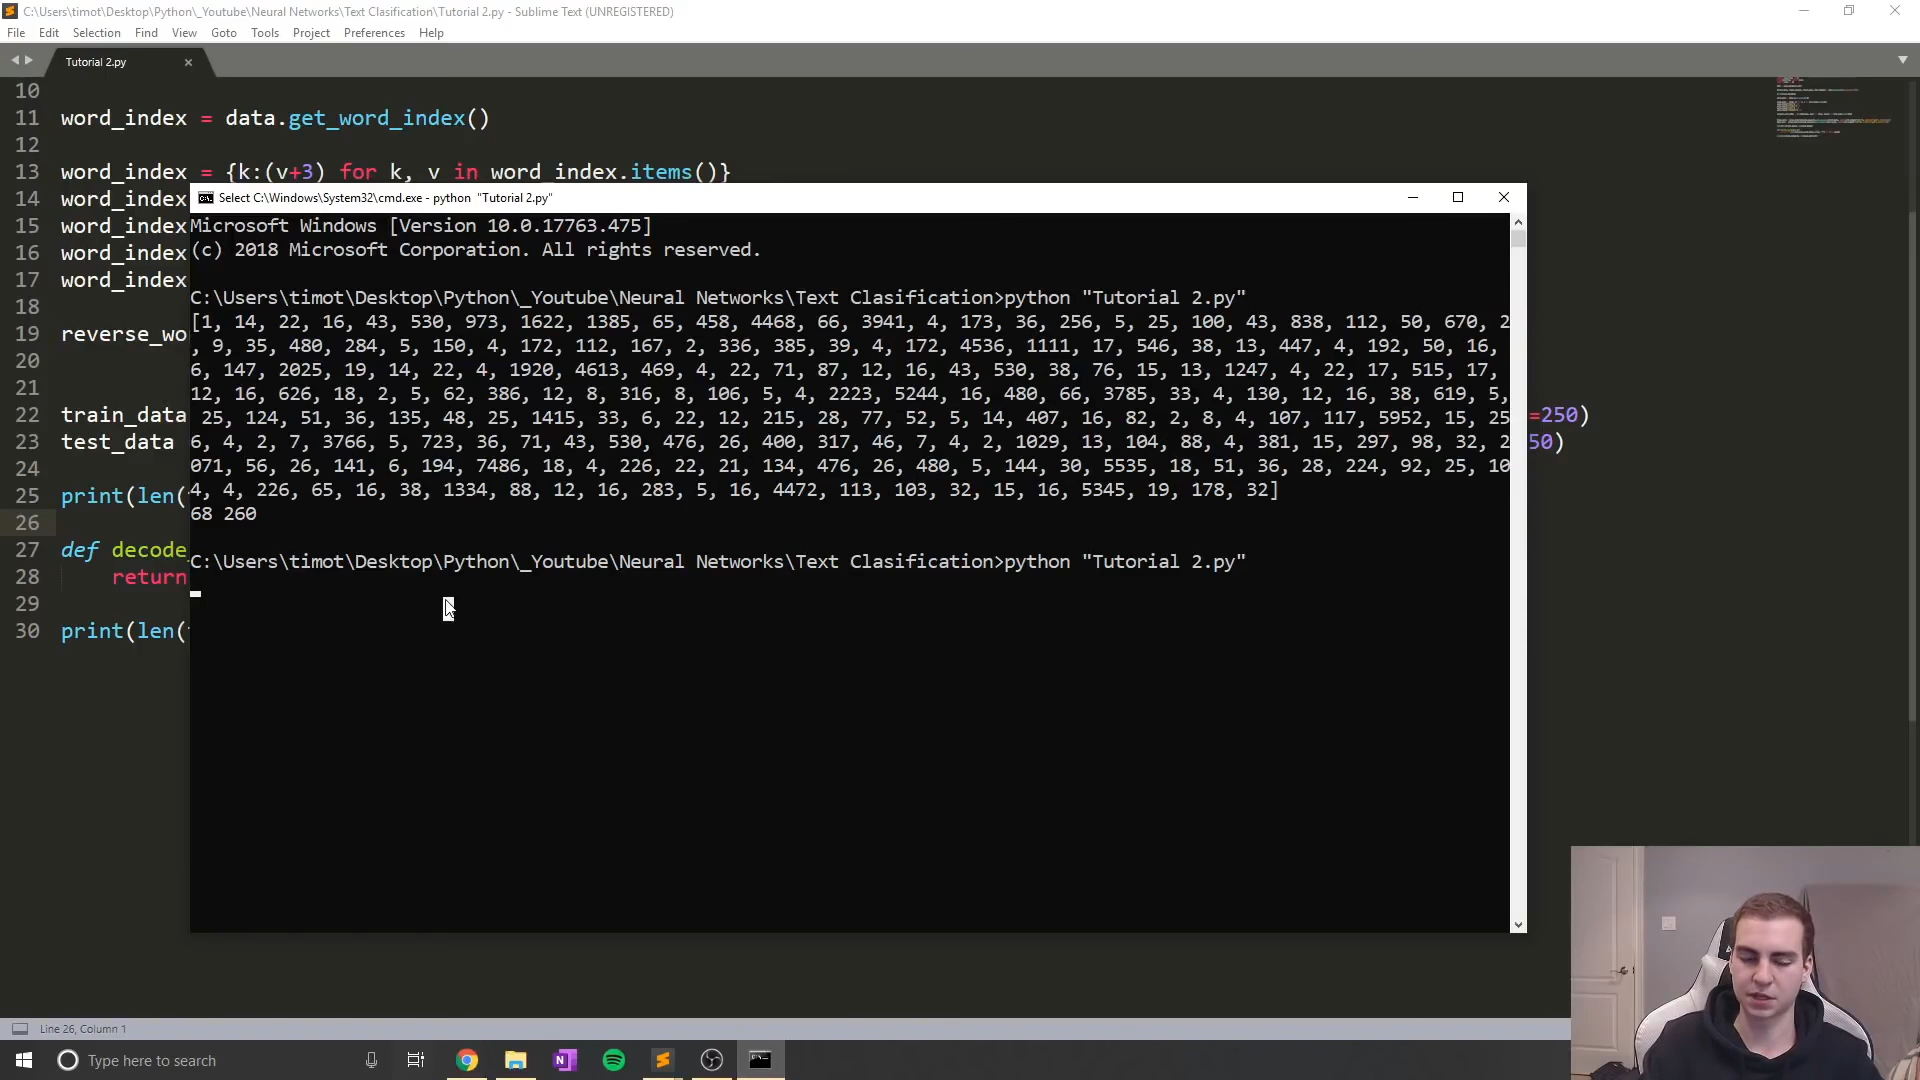 C:\Users\timot\Desktop\Python\_Youtube\Neural Networks\Text Clasification\Tutorial 2.py - Sublime Text (UNREGISTERED)
File Edit Selection Find View Goto Tools Project Preferences Help
Tutorial 2.py
10
11 word_index = data.get_word_index()
12
13 word_index = {k:(v+3) for k, v in word_index.items()}
14 word_index
15 word_index
16 word_index
17 word_index
18
19 reverse_wo
20
21
22 train_data =250)
23 test_data 50)
24
25 print(len(
26
27 def decode_
28 return
29
30 print(len(
Select C:\Windows\System32\cmd.exe - python "Tutorial 2.py"
Microsoft Windows [Version 10.0.17763.475]
(c) 2018 Microsoft Corporation. All rights reserved.
C:\Users\timot\Desktop\Python\_Youtube\Neural Networks\Text Clasification>python "Tutorial 2.py"
[1, 14, 22, 16, 43, 530, 973, 1622, 1385, 65, 458, 4468, 66, 3941, 4, 173, 36, 256, 5, 25, 100, 43, 838, 112, 50, 670, 2
, 9, 35, 480, 284, 5, 150, 4, 172, 112, 167, 2, 336, 385, 39, 4, 172, 4536, 1111, 17, 546, 38, 13, 447, 4, 192, 50, 16,
6, 147, 2025, 19, 14, 22, 4, 1920, 4613, 469, 4, 22, 71, 87, 12, 16, 43, 530, 38, 76, 15, 13, 1247, 4, 22, 17, 515, 17,
12, 16, 626, 18, 2, 5, 62, 386, 12, 8, 316, 8, 106, 5, 4, 2223, 5244, 16, 480, 66, 3785, 33, 4, 130, 12, 16, 38, 619, 5,
25, 124, 51, 36, 135, 48, 25, 1415, 33, 6, 22, 12, 215, 28, 77, 52, 5, 14, 407, 16, 82, 2, 8, 4, 107, 117, 5952, 15, 25
6, 4, 2, 7, 3766, 5, 723, 36, 71, 43, 530, 476, 26, 400, 317, 46, 7, 4, 2, 1029, 13, 104, 88, 4, 381, 15, 297, 98, 32, 2
071, 56, 26, 141, 6, 194, 7486, 18, 4, 226, 22, 21, 134, 476, 26, 480, 5, 144, 30, 5535, 18, 51, 36, 28, 224, 92, 25, 10
4, 4, 226, 65, 16, 38, 1334, 88, 12, 16, 283, 5, 16, 4472, 113, 103, 32, 15, 16, 5345, 19, 178, 32]
68 260
C:\Users\timot\Desktop\Python\_Youtube\Neural Networks\Text Clasification>python "Tutorial 2.py"
Line 26, Column 1
Type here to search